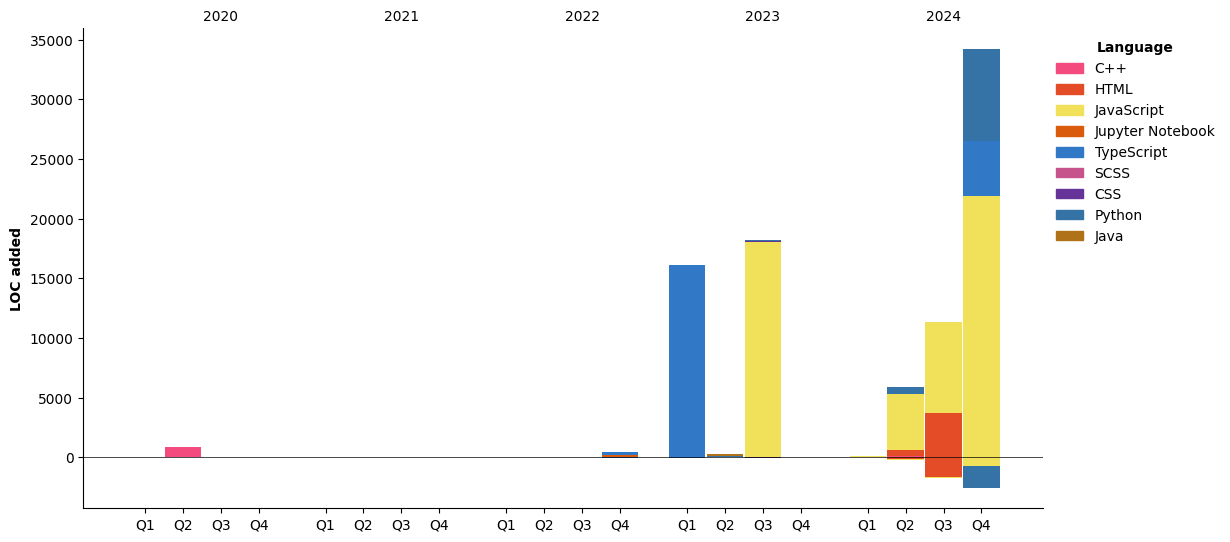 2020 2021 2022 2023 2024
35000
30000
25000
20000
15000
10000
5000
0
LOC added
Q1 Q2 Q3 Q4 Q1 Q2 Q3 Q4 Q1 Q2 Q3 Q4 Q1 Q2 Q3 Q4 Q1 Q2 Q3 Q4
Language
C++
HTML
JavaScript
Jupyter Notebook
TypeScript
SCSS
CSS
Python
Java